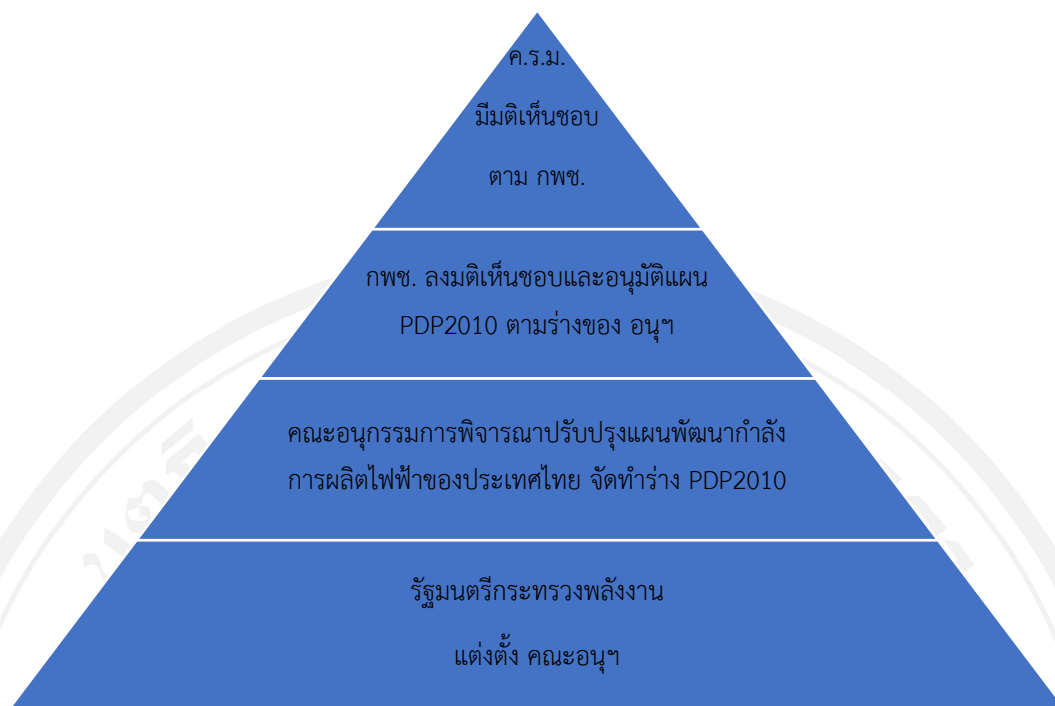 ค.ร.ม.
มีมติเห็นชอบ
ตาม กพช.
กพช. ลงมติเห็นชอบและอนุมัติแผน
PDP2010 ตามร่างของ อนุฯ
คณะอนุกรรมการพิจารณาปรับปรุงแผนพัฒนากำลัง
การผลิตไฟฟ้าของประเทศไทย จัดทำร่าง PDP2010
รัฐมนตรีกระทรวงพลังงาน
แต่งตั้ง คณะอนุฯ